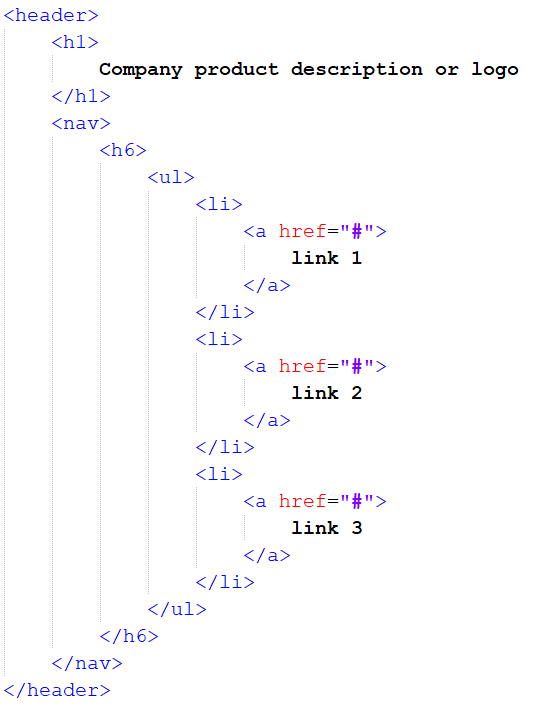 <header>
<h1>
Company product description or logo
</h1>
<nav>
<h6>
<ul>
<li>
<a href="#">
link 1
</a>
</li>
<li>
<a href="#">
link 2
</a>
</li>
<li>
<a href="#">
link 3
</a>
</li>
</ul>
</h6>
</nav>
</header>